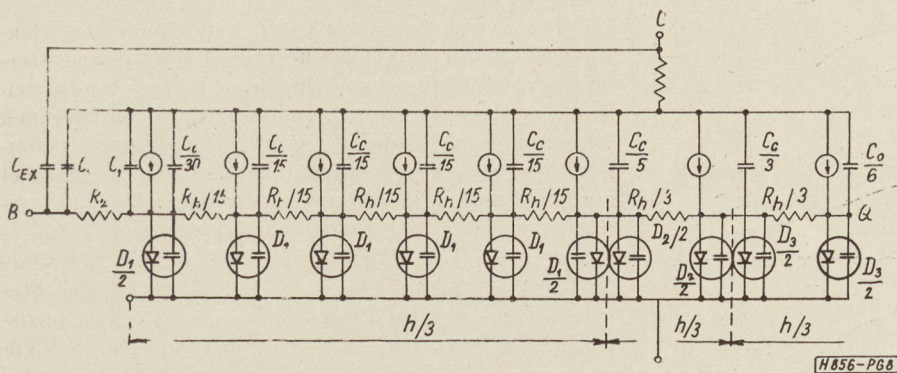 C
C_EX
C_1
C_c/30
C_c/15
C_c/15
C_c/15
C_c/15
C_c/5
C_c/3
C_o/6
B
R_2
R_h/15
R_h/15
R_h/15
R_h/15
R_h/15
R_h/3
R_h/3
Q
D_1/2
D_1
D_1
D_1
D_1
D_1/2
D_2/2
D_2/2
D_3/2
D_3/2
h/3
h/3
h/3
H856-PG8